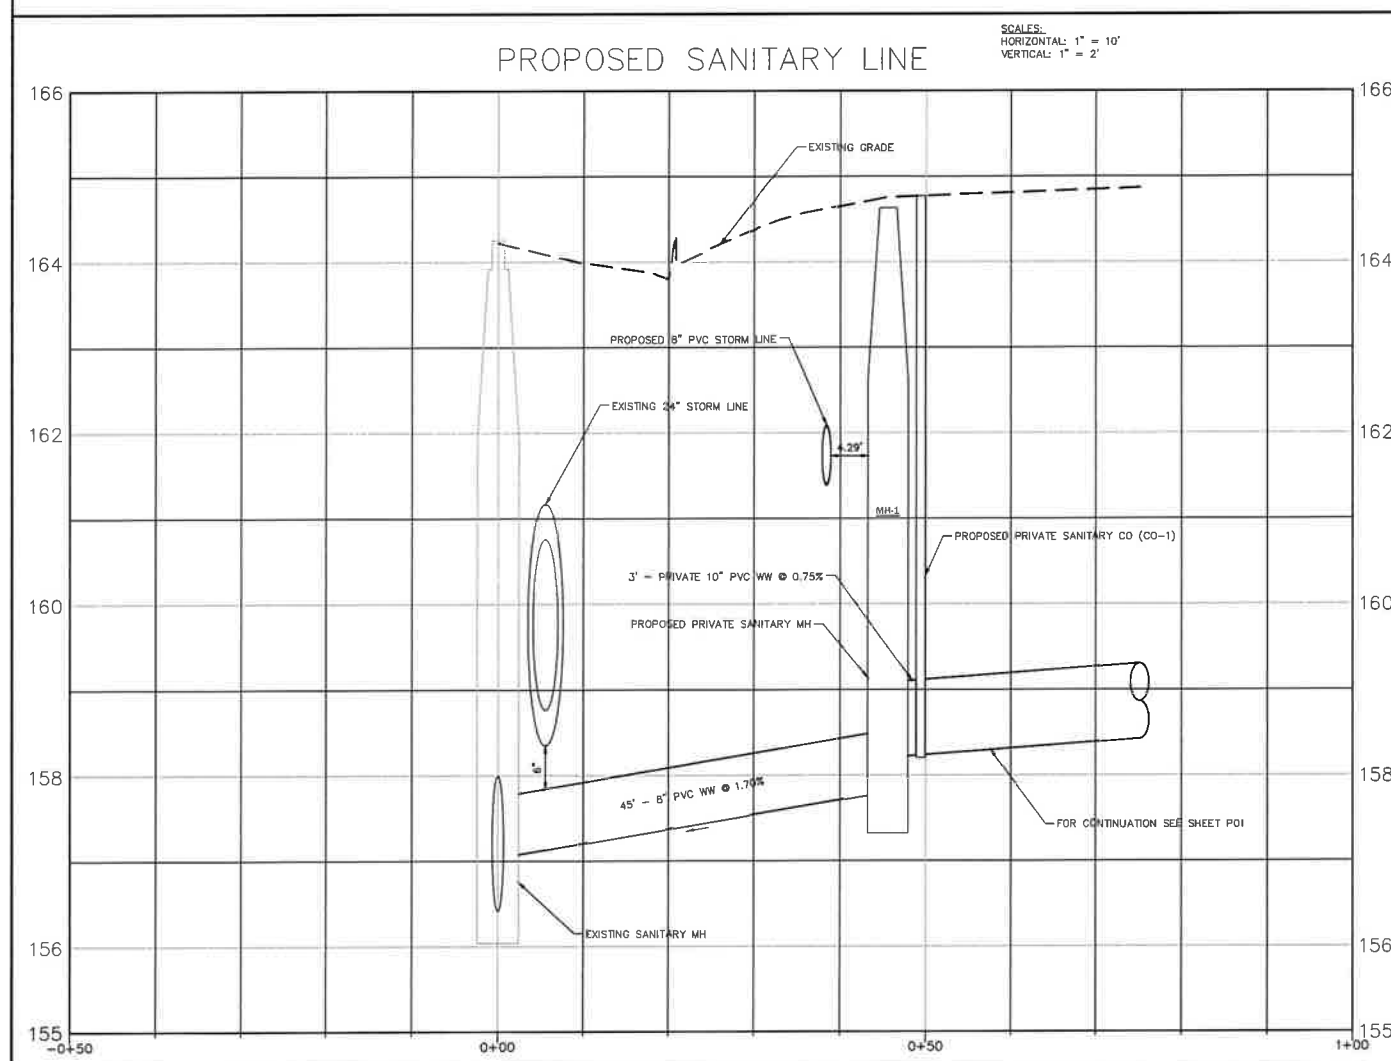 SCALES:
HORIZONTAL: 1" = 10'
VERTICAL: 1" = 2'
PROPOSED SANITARY LINE
166
166
EXISTING GRADE
164
164
PROPOSED 8" PVC STORM LINE
EXISTING 24" STORM LINE
162
162
4.29'
MH-1
PROPOSED PRIVATE SANITARY CO (CO-1)
3' - PRIVATE 10" PVC WW @ 0.75%
160
160
PROPOSED PRIVATE SANITARY MH
6"
158
158
45' - 8" PVC WW @ 1.70%
FOR CONTINUATION SEE SHEET PO1
EXISTING SANITARY MH
156
156
155
155
-0+50
0+00
0+50
1+00